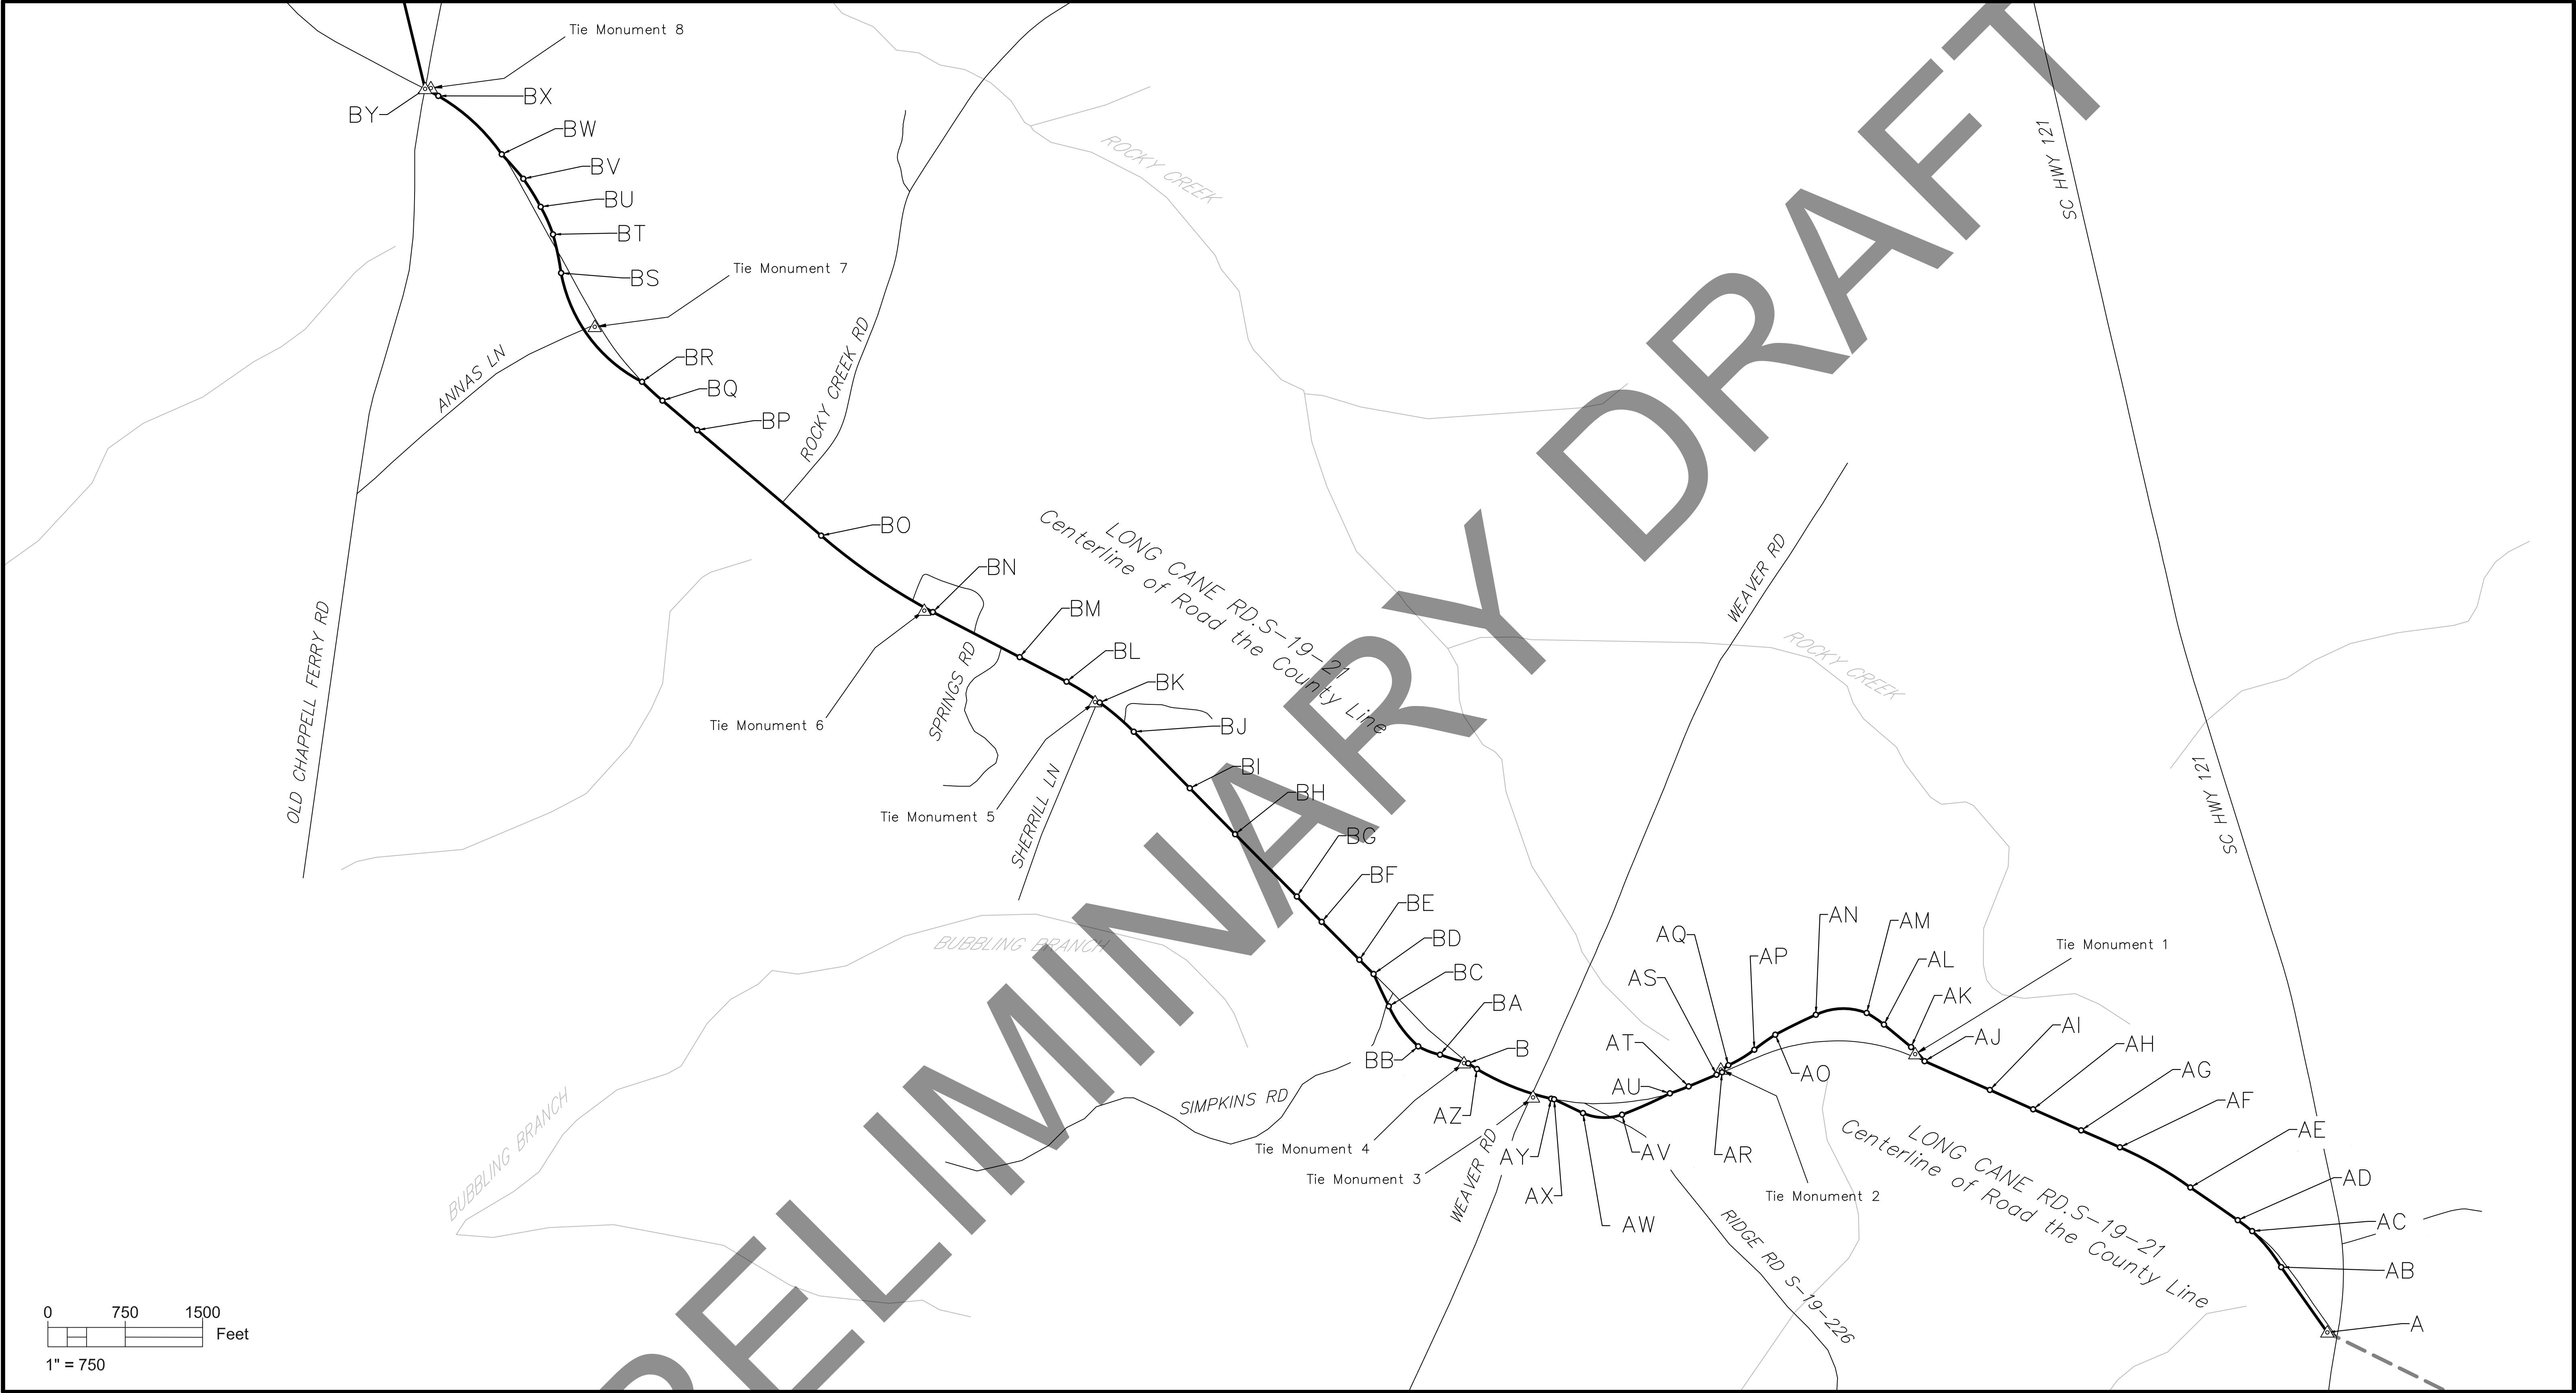 Tie Monument 8
BX
BY
BW
SC HWY 121
ROCKY CREEK
BV
BU
BT
Tie Monument 7
BS
ANNAS LN
BR
BQ
ROCKY CREEK RD
BP
BO
LONG CANE RD.S-19-21
Centerline of Road the County Line
BN
WEAVER RD
BM
OLD CHAPPELL FERRY RD
BL
ROCKY CREEK
BK
SPRINGS RD
Tie Monument 6
BJ
BI
BH
SHERRILL LN
Tie Monument 5
SC HWY 121
BG
BF
BE
BD
BUBBLING BRANCH
BC
BA
BB
B
AQ
AS
AP
AN
AM
AL
AK
Tie Monument 1
AJ
AI
AH
AG
AF
AE
AD
AC
AB
A
AO
AT
AU
AZ
SIMPKINS RD
BUBBLING BRANCH
Tie Monument 4
Tie Monument 3
WEAVER RD
AY
AX
AW
AV
AR
Tie Monument 2
RIDGE RD S-19-226
LONG CANE RD.S-19-21
Centerline of Road the County Line
0 750 1500
Feet
1" = 750
PRELIMINARY DRAFT